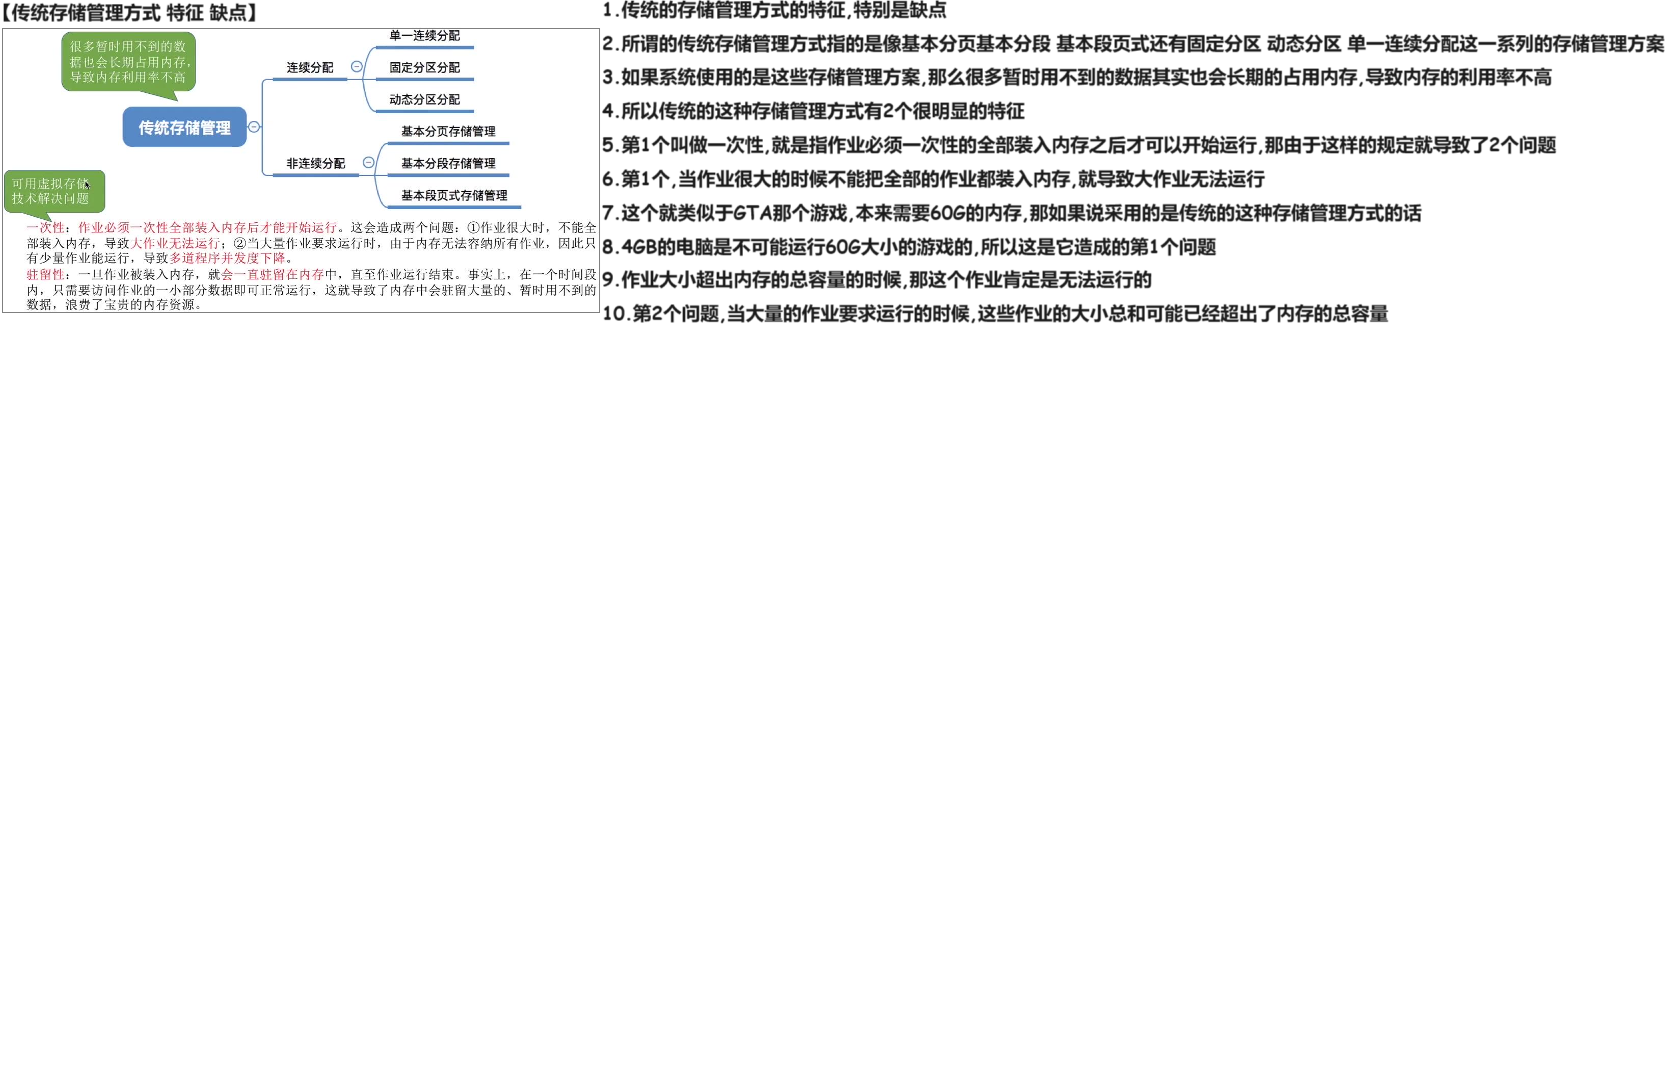 【传统存储管理方式 特征 缺点】
很多暂时用不到的数
据也会长期占用内存，
导致内存利用率不高
传统存储管理
连续分配
单一连续分配
固定分区分配
动态分区分配
非连续分配
基本分页存储管理
基本分段存储管理
基本段页式存储管理
可用虚拟存储
技术解决问题
一次性：作业必须一次性全部装入内存后才能开始运行。这会造成两个问题：①作业很大时，不能全
部装入内存，导致大作业无法运行；②当大量作业要求运行时，由于内存无法容纳所有作业，因此只
有少量作业能运行，导致多道程序并发度下降。
驻留性：一旦作业被装入内存，就会一直驻留在内存中，直至作业运行结束。事实上，在一个时间段
内，只需要访问作业的一小部分数据即可正常运行，这就导致了内存中会驻留大量的、暂时用不到的
数据，浪费了宝贵的内存资源。
1.传统的存储管理方式的特征,特别是缺点
2.所谓的传统存储管理方式指的是像基本分页基本分段 基本段页式还有固定分区 动态分区 单一连续分配这一系列的存储管理方案
3.如果系统使用的是这些存储管理方案,那么很多暂时用不到的数据其实也会长期的占用内存,导致内存的利用率不高
4.所以传统的这种存储管理方式有2个很明显的特征
5.第1个叫做一次性,就是指作业必须一次性的全部装入内存之后才可以开始运行,那由于这样的规定就导致了2个问题
6.第1个,当作业很大的时候不能把全部的作业都装入内存,就导致大作业无法运行
7.这个就类似于GTA那个游戏,本来需要60G的内存,那如果说采用的是传统的这种存储管理方式的话
8.4GB的电脑是不可能运行60G大小的游戏的,所以这是它造成的第1个问题
9.作业大小超出内存的总容量的时候,那这个作业肯定是无法运行的
10.第2个问题,当大量的作业要求运行的时候,这些作业的大小总和可能已经超出了内存的总容量